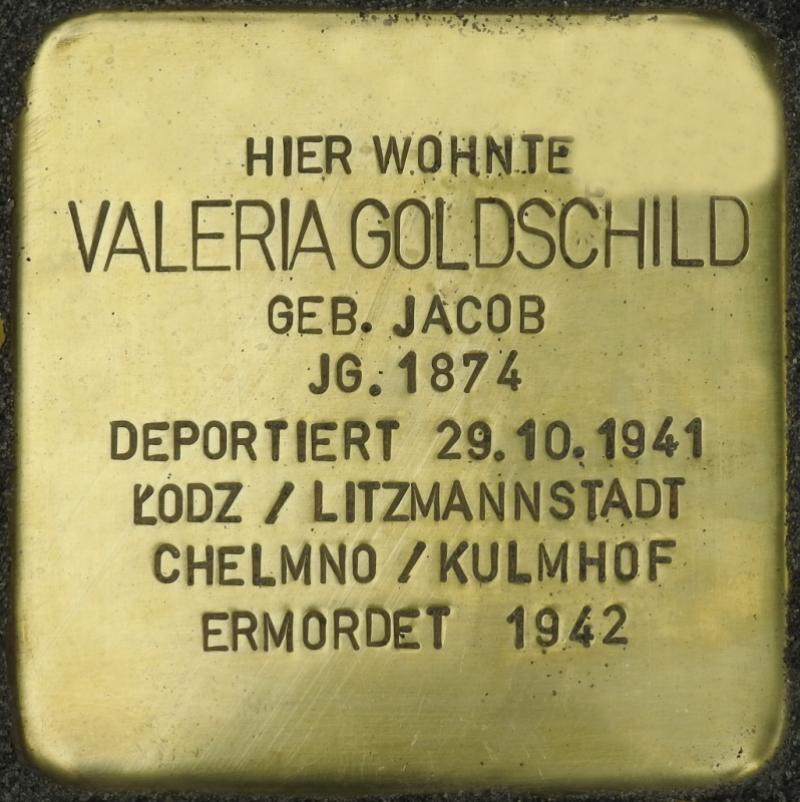 HIER WOHNTE
VALERIA GOLDSCHILD
GEB. JACOB
JG. 1874
DEPORTIERT 29.10.1941
ŁODZ / LITZMANNSTADT
CHELMNO / KULMHOF
ERMORDET 1942